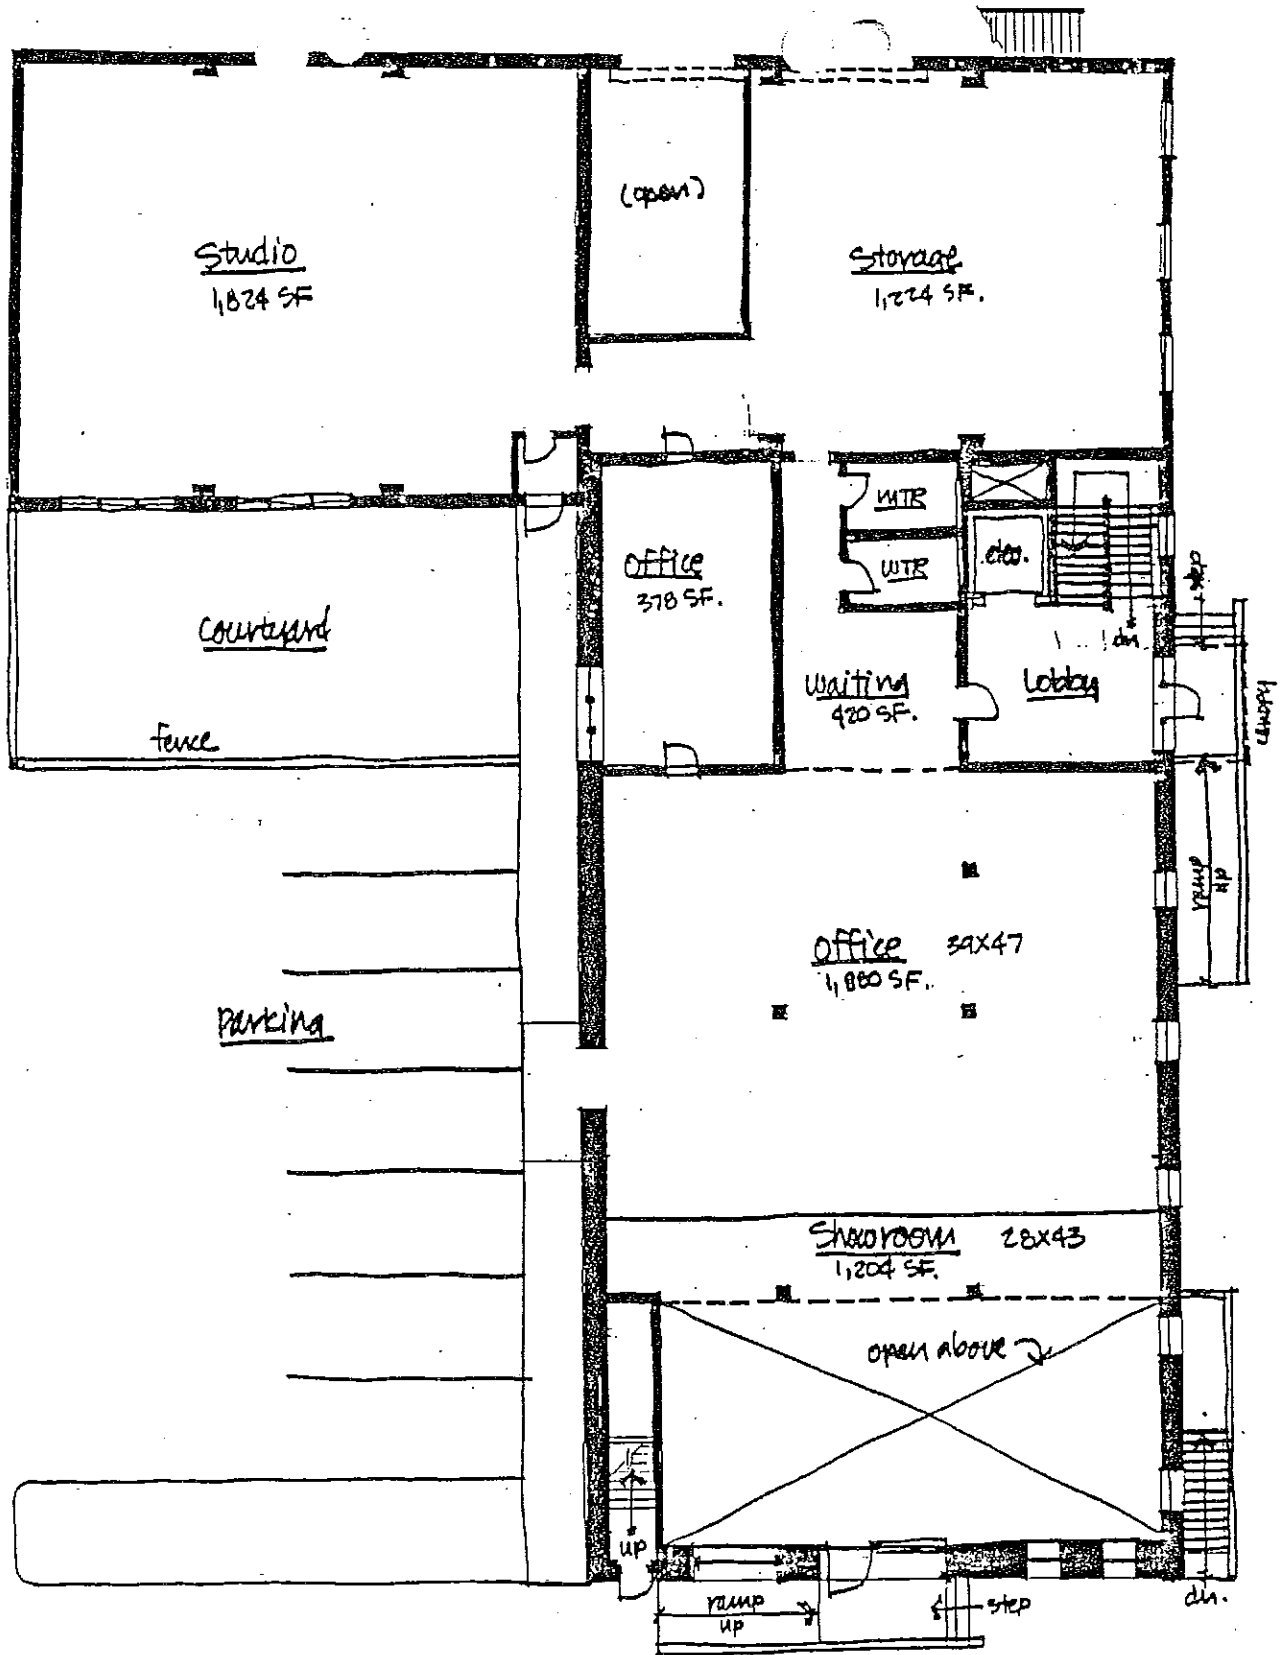 (open)
Studio
1,824 SF
Storage
1,224 SF.
WTR
WTR
elev.
Office
378 SF.
steps
Courtyard
dn
Waiting
420 SF.
Lobby
canopy
fence
ramp
up
Office 39X47
1,880 SF.
Parking
Showroom 28X43
1,204 SF.
open above
up
ramp
up
step
dn.